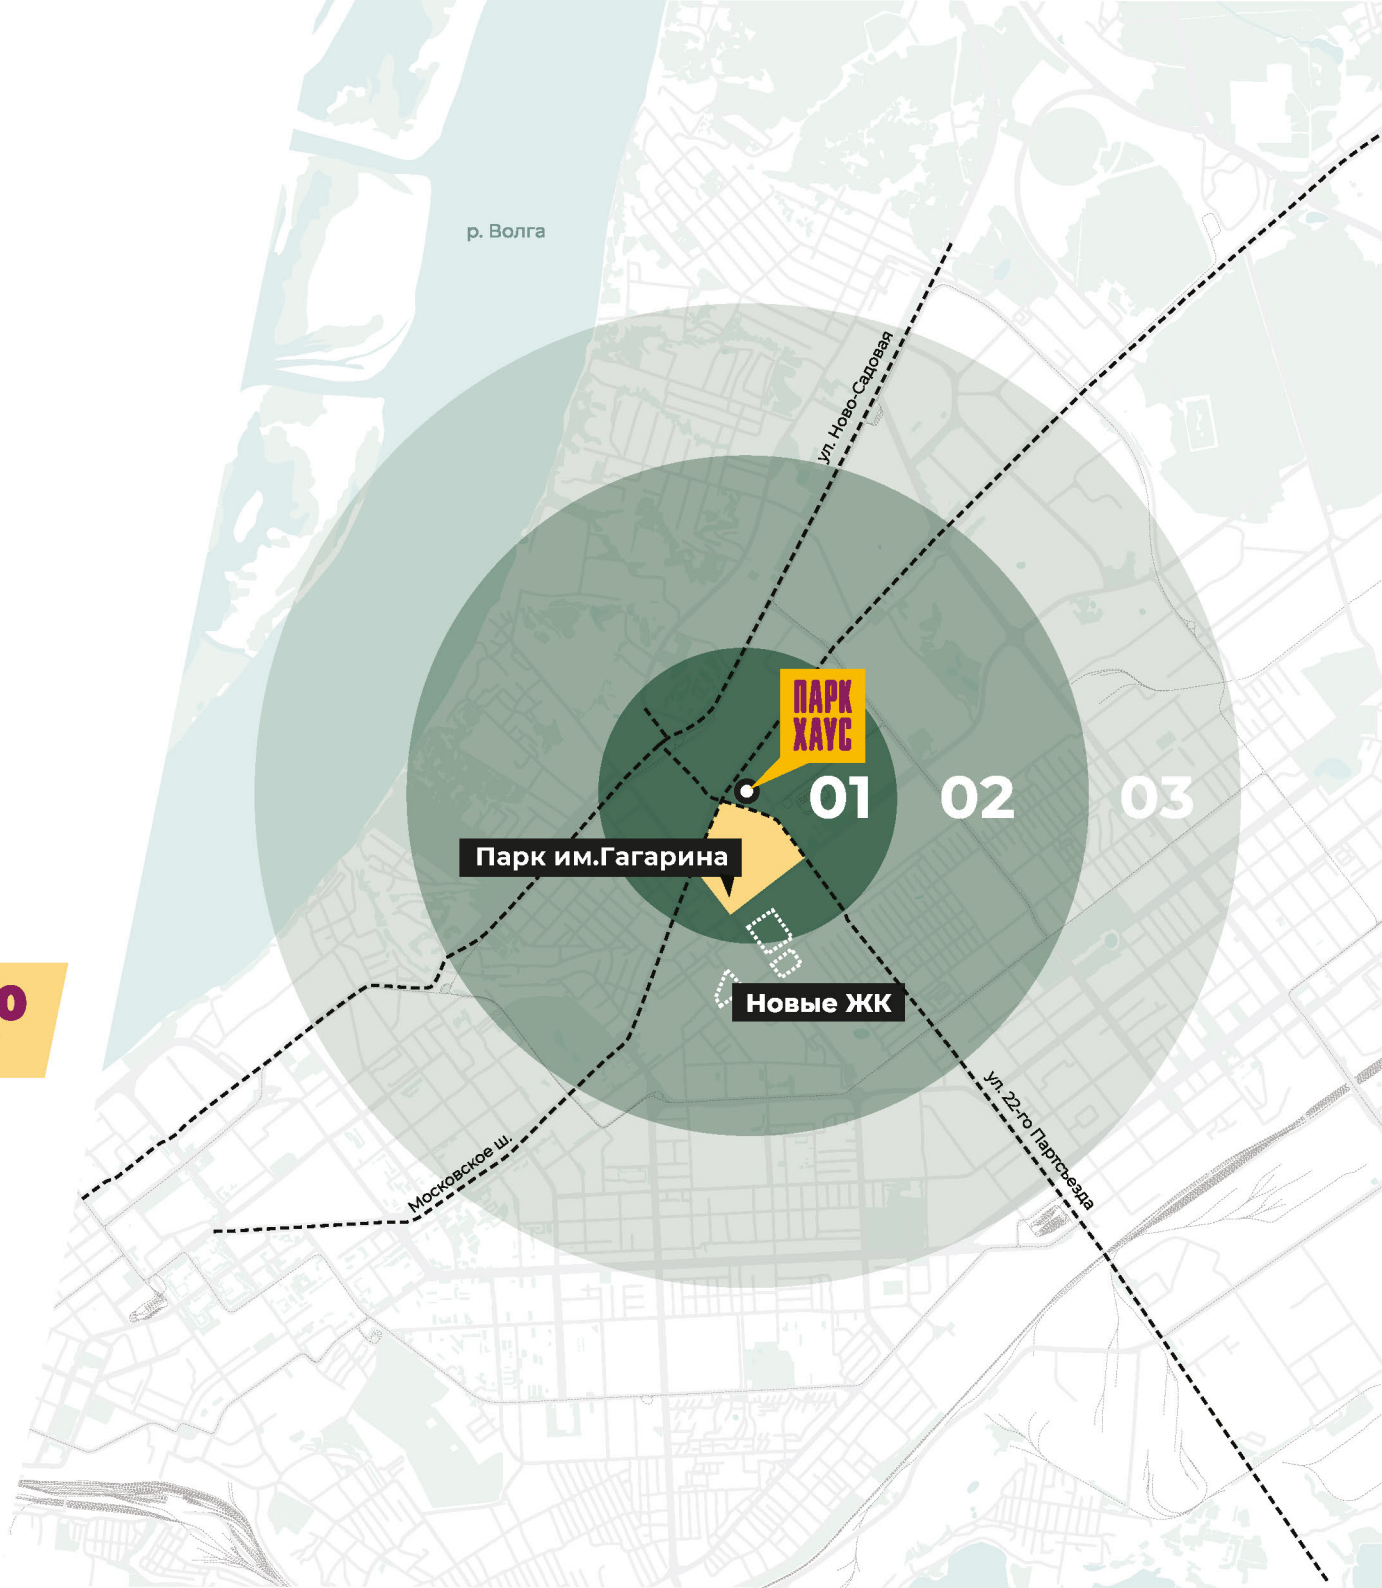 р. Волга
ул. Ново-Садовая
ПАРК
ХАУС
01
02
03
Парк им.Гагарина
0
Новые ЖК
ул. 22-го Партсъезда
Московское ш.